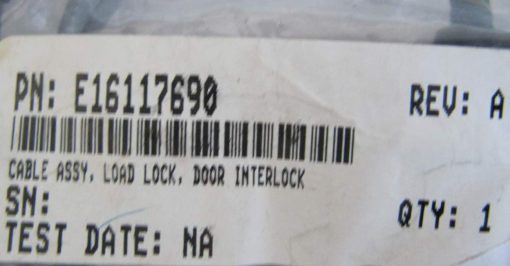 PN: E16117690 REV: A
CABLE ASSY, LOAD LOCK, DOOR INTERLOCK
SN:
QTY: 1
TEST DATE: NA